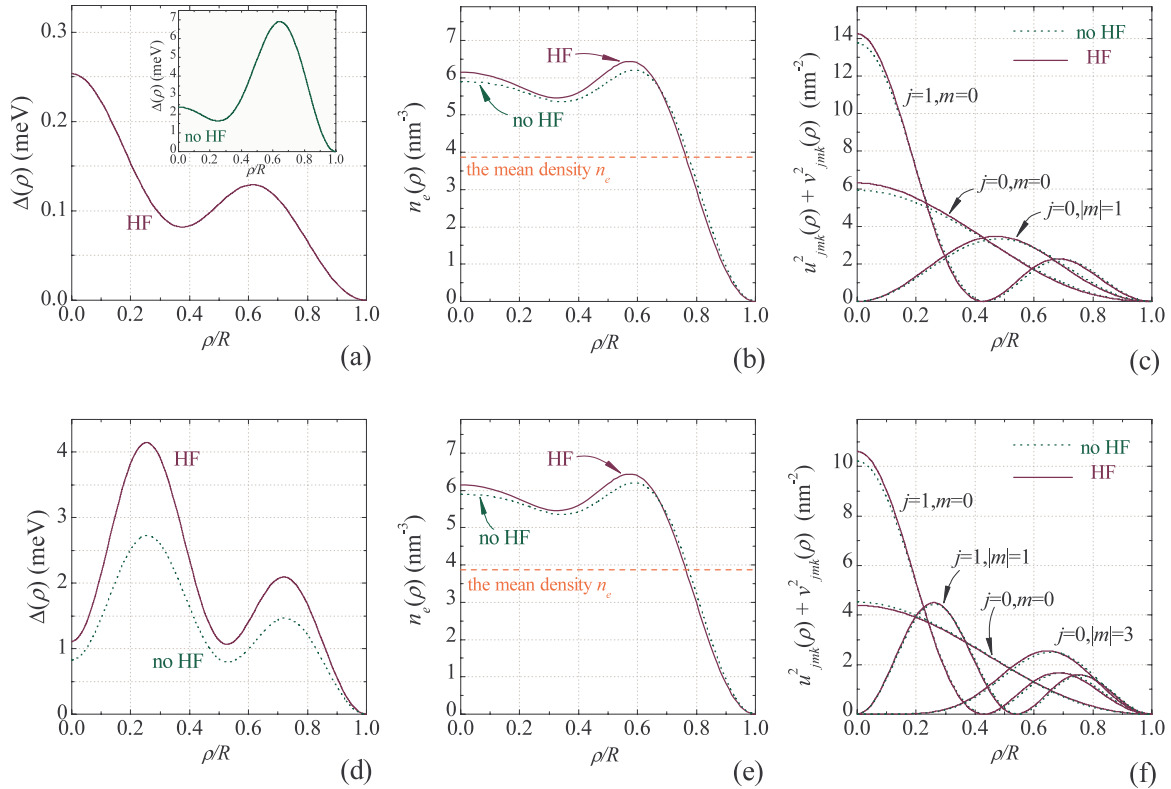 0.3
0.2
0.1
0.0
Δ(ρ) (meV)
0.0 0.2 0.4 0.6 0.8 1.0
ρ/R
HF
(a)
7
6
5
4
3
2
1
0
Δ(ρ) (meV)
no HF
0.0 0.2 0.4 0.6 0.8 1.0
ρ/R
7
6
5
4
3
2
1
0
nₑ(ρ) (nm⁻³)
HF
no HF
the mean density nₑ
0.0 0.2 0.4 0.6 0.8 1.0
ρ/R
(b)
14
12
10
8
6
4
2
0
u²ⱼₘₖ(ρ) + v²ⱼₘₖ(ρ) (nm⁻²)
no HF
HF
j=1,m=0
j=0,m=0
j=0,|m|=1
0.0 0.2 0.4 0.6 0.8 1.0
ρ/R
(c)
4
3
2
1
0
Δ(ρ) (meV)
HF
no HF
0.0 0.2 0.4 0.6 0.8 1.0
ρ/R
(d)
7
6
5
4
3
2
1
0
nₑ(ρ) (nm⁻³)
HF
no HF
the mean density nₑ
0.0 0.2 0.4 0.6 0.8 1.0
ρ/R
(e)
10
8
6
4
2
0
u²ⱼₘₖ(ρ) + v²ⱼₘₖ(ρ) (nm⁻²)
no HF
HF
j=1,m=0
j=1,|m|=1
j=0,m=0
j=0,|m|=3
0.0 0.2 0.4 0.6 0.8 1.0
ρ/R
(f)